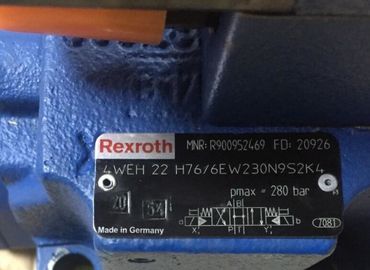 Rexroth MNR: R900952469 FD: 20926
4WEH 22 H76/6EW230N9S2K4
pmax = 280 bar
A B
a b
X P T Y
7081
Made in Germany